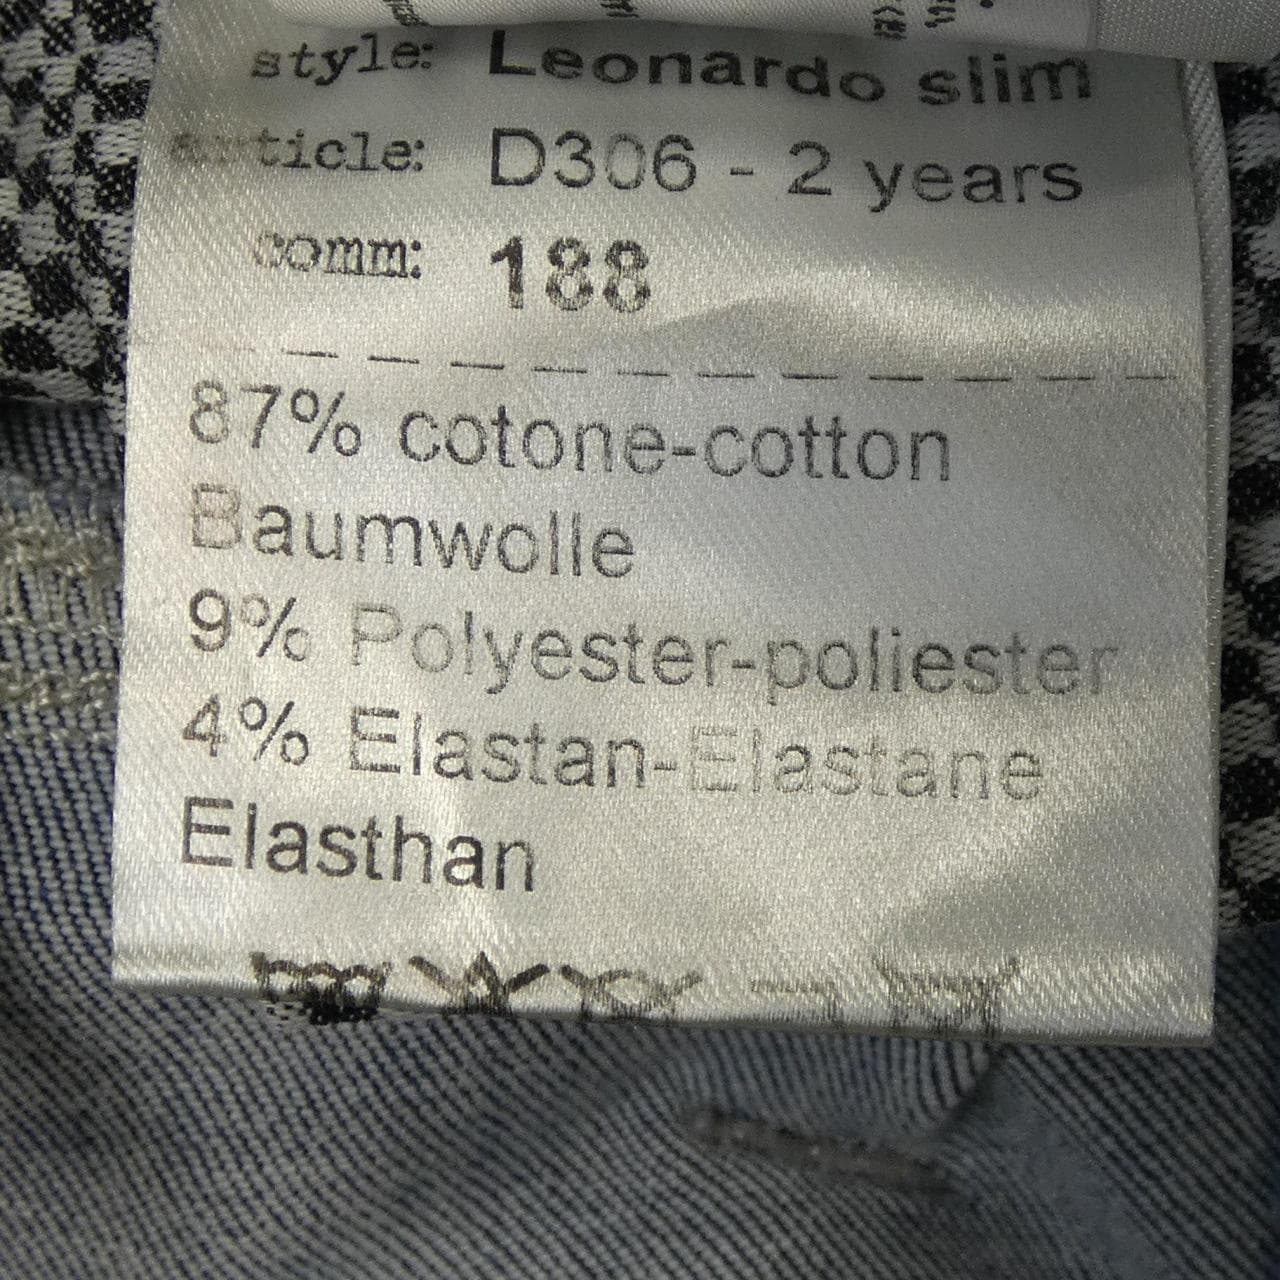 style: Leonardo slim
article: D306 - 2 years
comm: 188
87% cotone-cotton
Baumwolle
9% Polyester-poliester
4% Elastan-Elastane
Elasthan